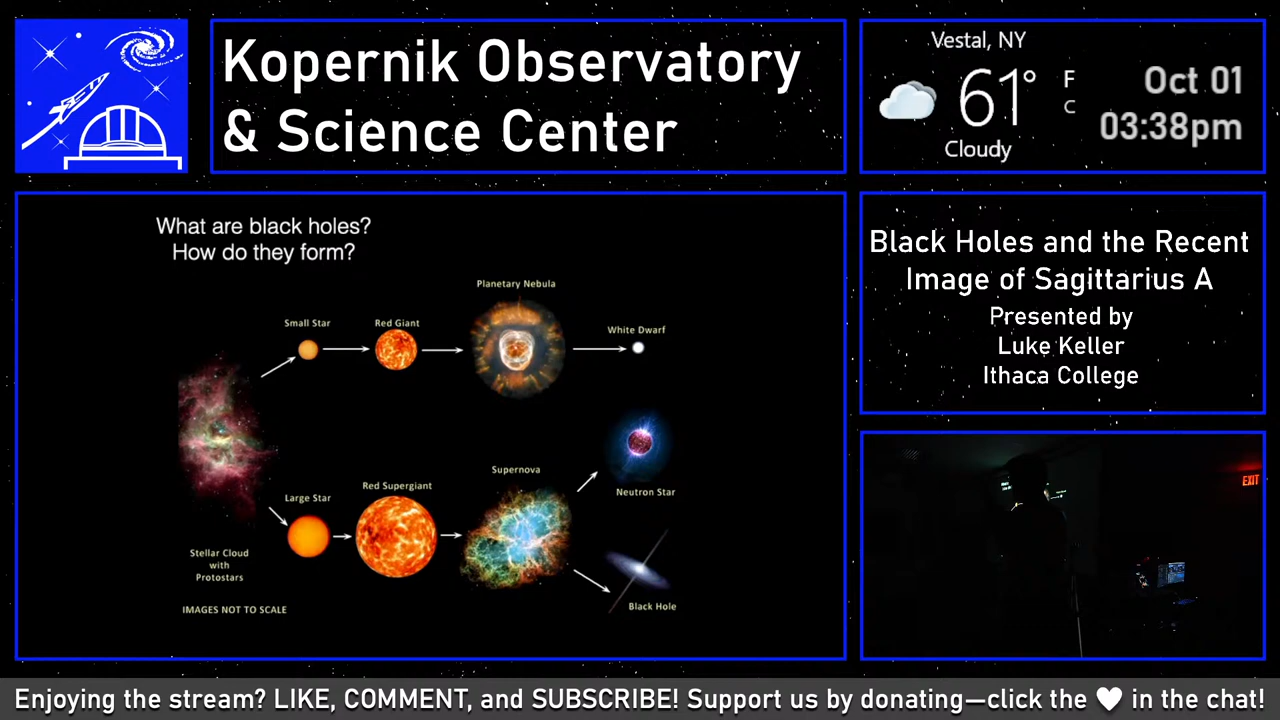 Kopernik Observatory
& Science Center
Vestal, NY
61°
F
C
Cloudy
Oct 01
03:38pm
What are black holes?
How do they form?
Planetary Nebula
Small Star
Red Giant
White Dwarf
Supernova
Large Star
Red Supergiant
Neutron Star
Stellar Cloud
with
Protostars
IMAGES NOT TO SCALE
Black Hole
Black Holes and the Recent
Image of Sagittarius A
Presented by
Luke Keller
Ithaca College
EXIT
Enjoying the stream? LIKE, COMMENT, and SUBSCRIBE! Support us by donating—click the ♥ in the chat!